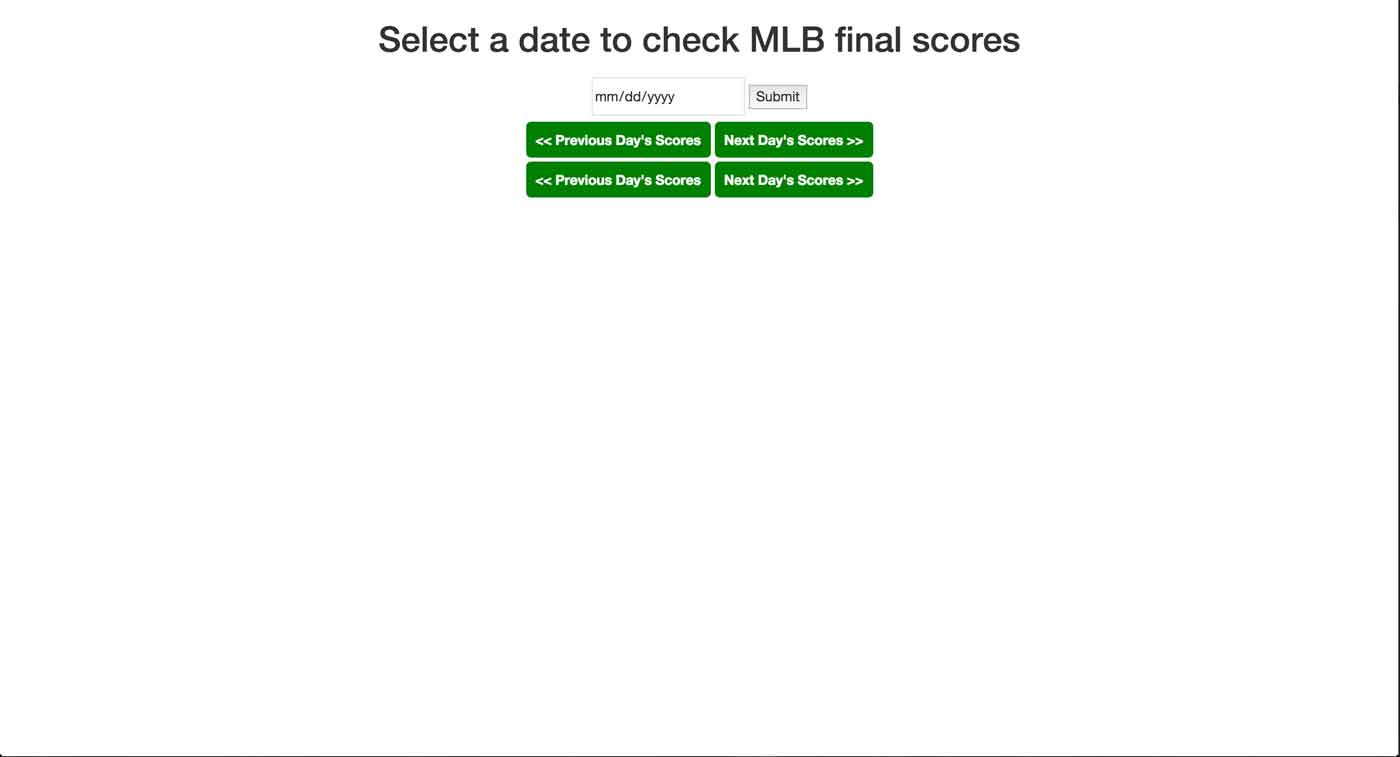 Select a date to check MLB final scores
mm/dd/yyyy Submit
<< Previous Day's Scores Next Day's Scores >>
<< Previous Day's Scores Next Day's Scores >>